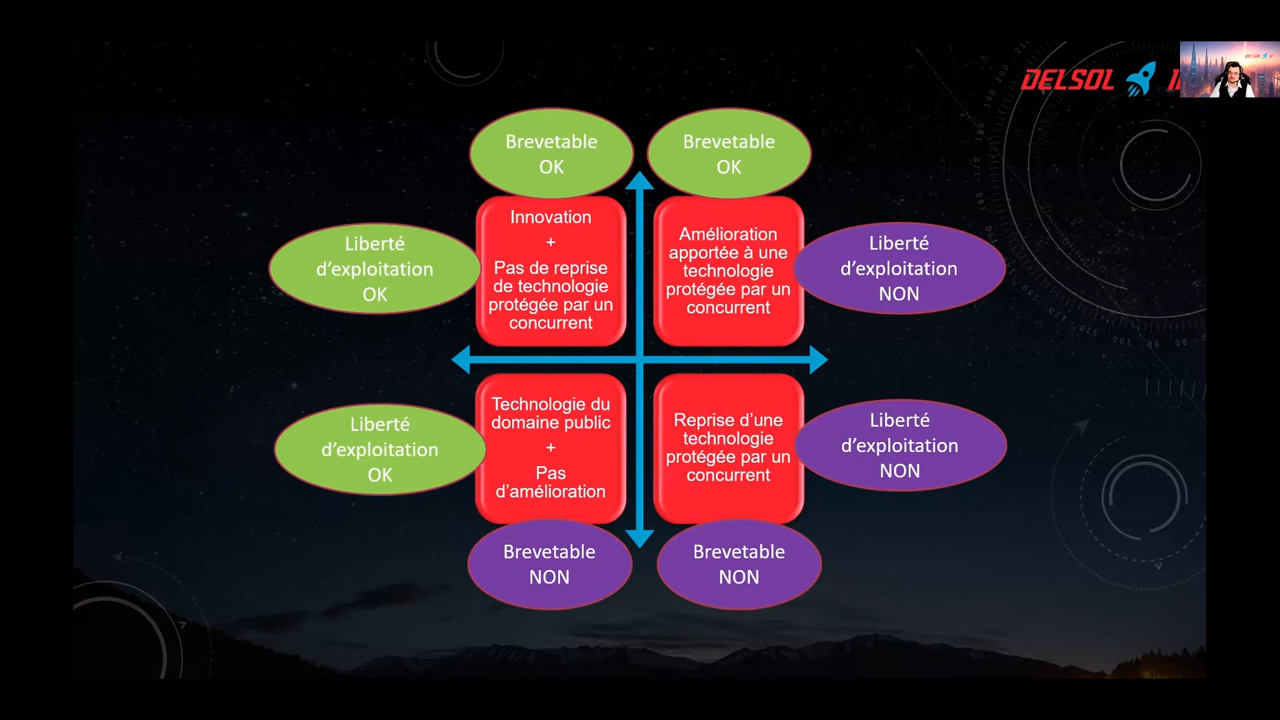 DELSOL
Brevetable
OK
Brevetable
OK
Liberté
d’exploitation
OK
Innovation
+
Pas de reprise
de technologie
protégée par un
concurrent
Amélioration
apportée à une
technologie
protégée par un
concurrent
Liberté
d’exploitation
NON
Liberté
d’exploitation
OK
Technologie du
domaine public
+
Pas
d’amélioration
Reprise d’une
technologie
protégée par un
concurrent
Liberté
d’exploitation
NON
Brevetable
NON
Brevetable
NON